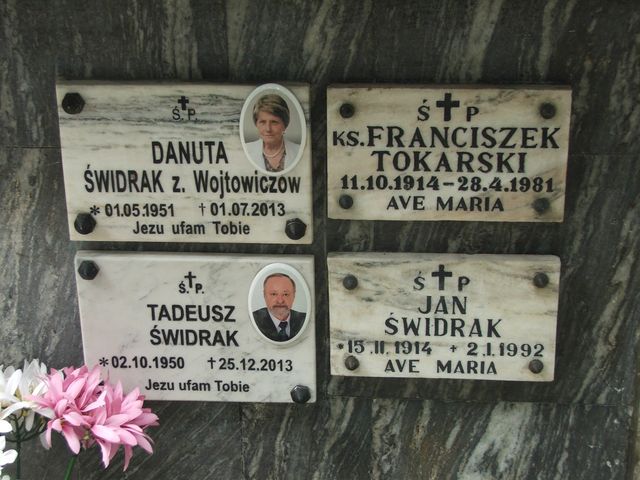 Ś P.
DANUTA
ŚWIDRAK z. Wojtowiczów
* 01.05.1951 † 01.07.2013
Jezu ufam Tobie
Ś † P
KS. FRANCISZEK
TOKARSKI
11.10.1914 – 28.4.1981
AVE MARIA
Ś. † P.
TADEUSZ
ŚWIDRAK
* 02.10.1950 † 25.12.2013
Jezu ufam Tobie
Ś † P
JAN
ŚWIDRAK
* 15.11.1914 + 2.1.1992
AVE MARIA